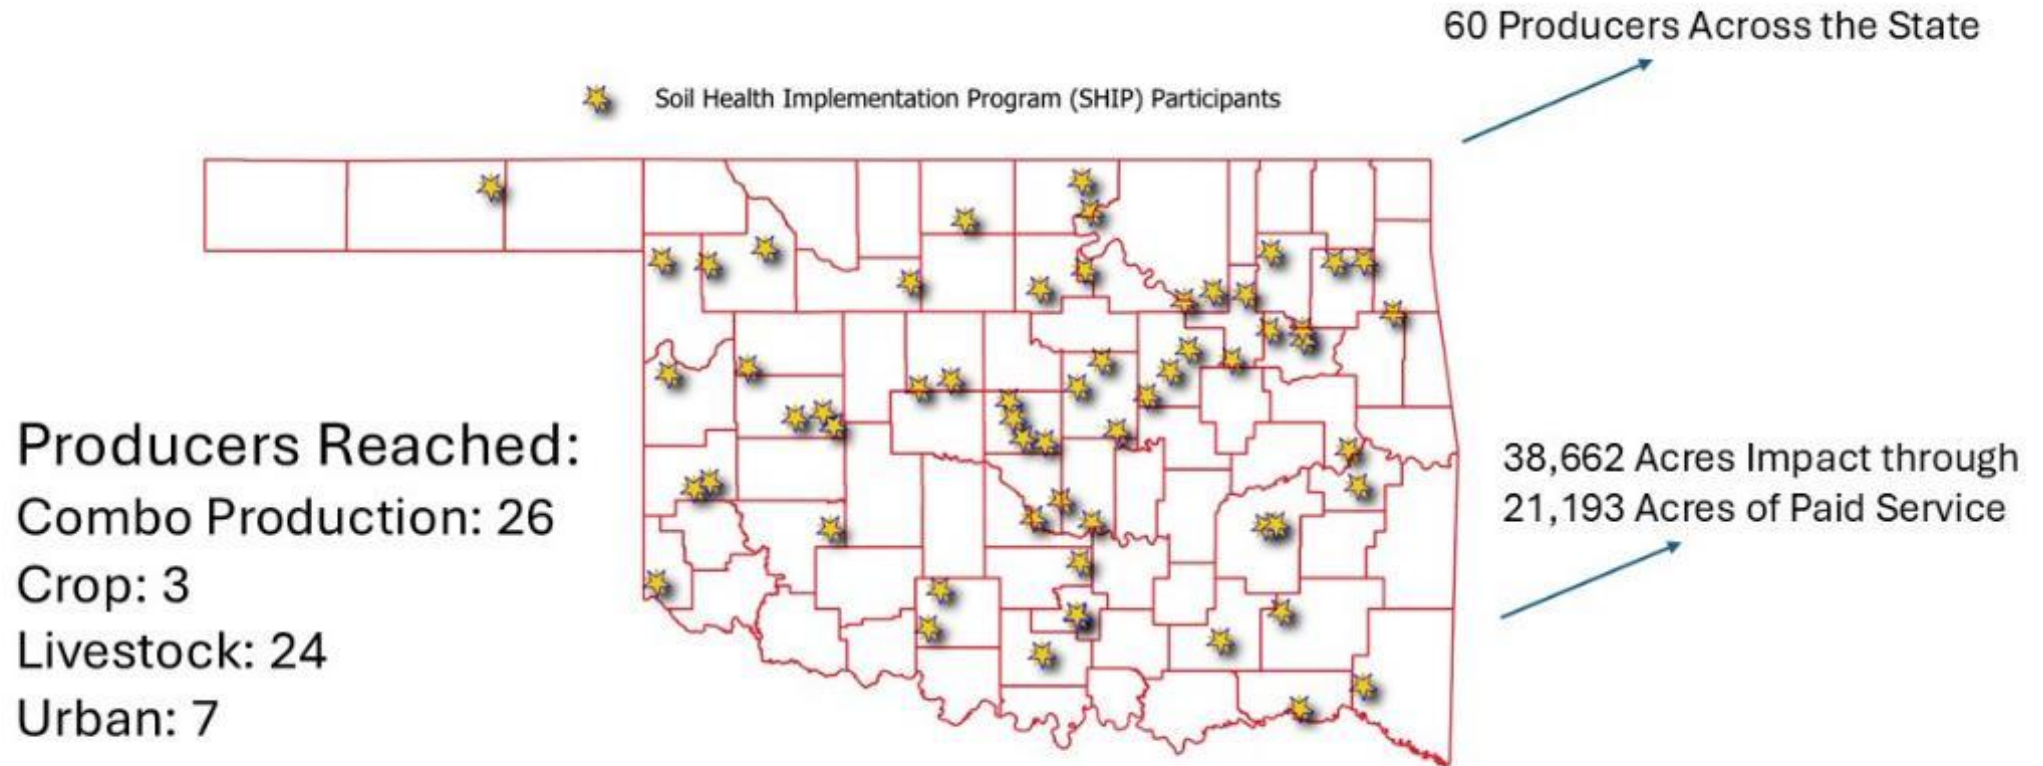 60 Producers Across the State
Soil Health Implementation Program (SHIP) Participants
Producers Reached:
Combo Production: 26
Crop: 3
Livestock: 24
Urban: 7
38,662 Acres Impact through
21,193 Acres of Paid Service